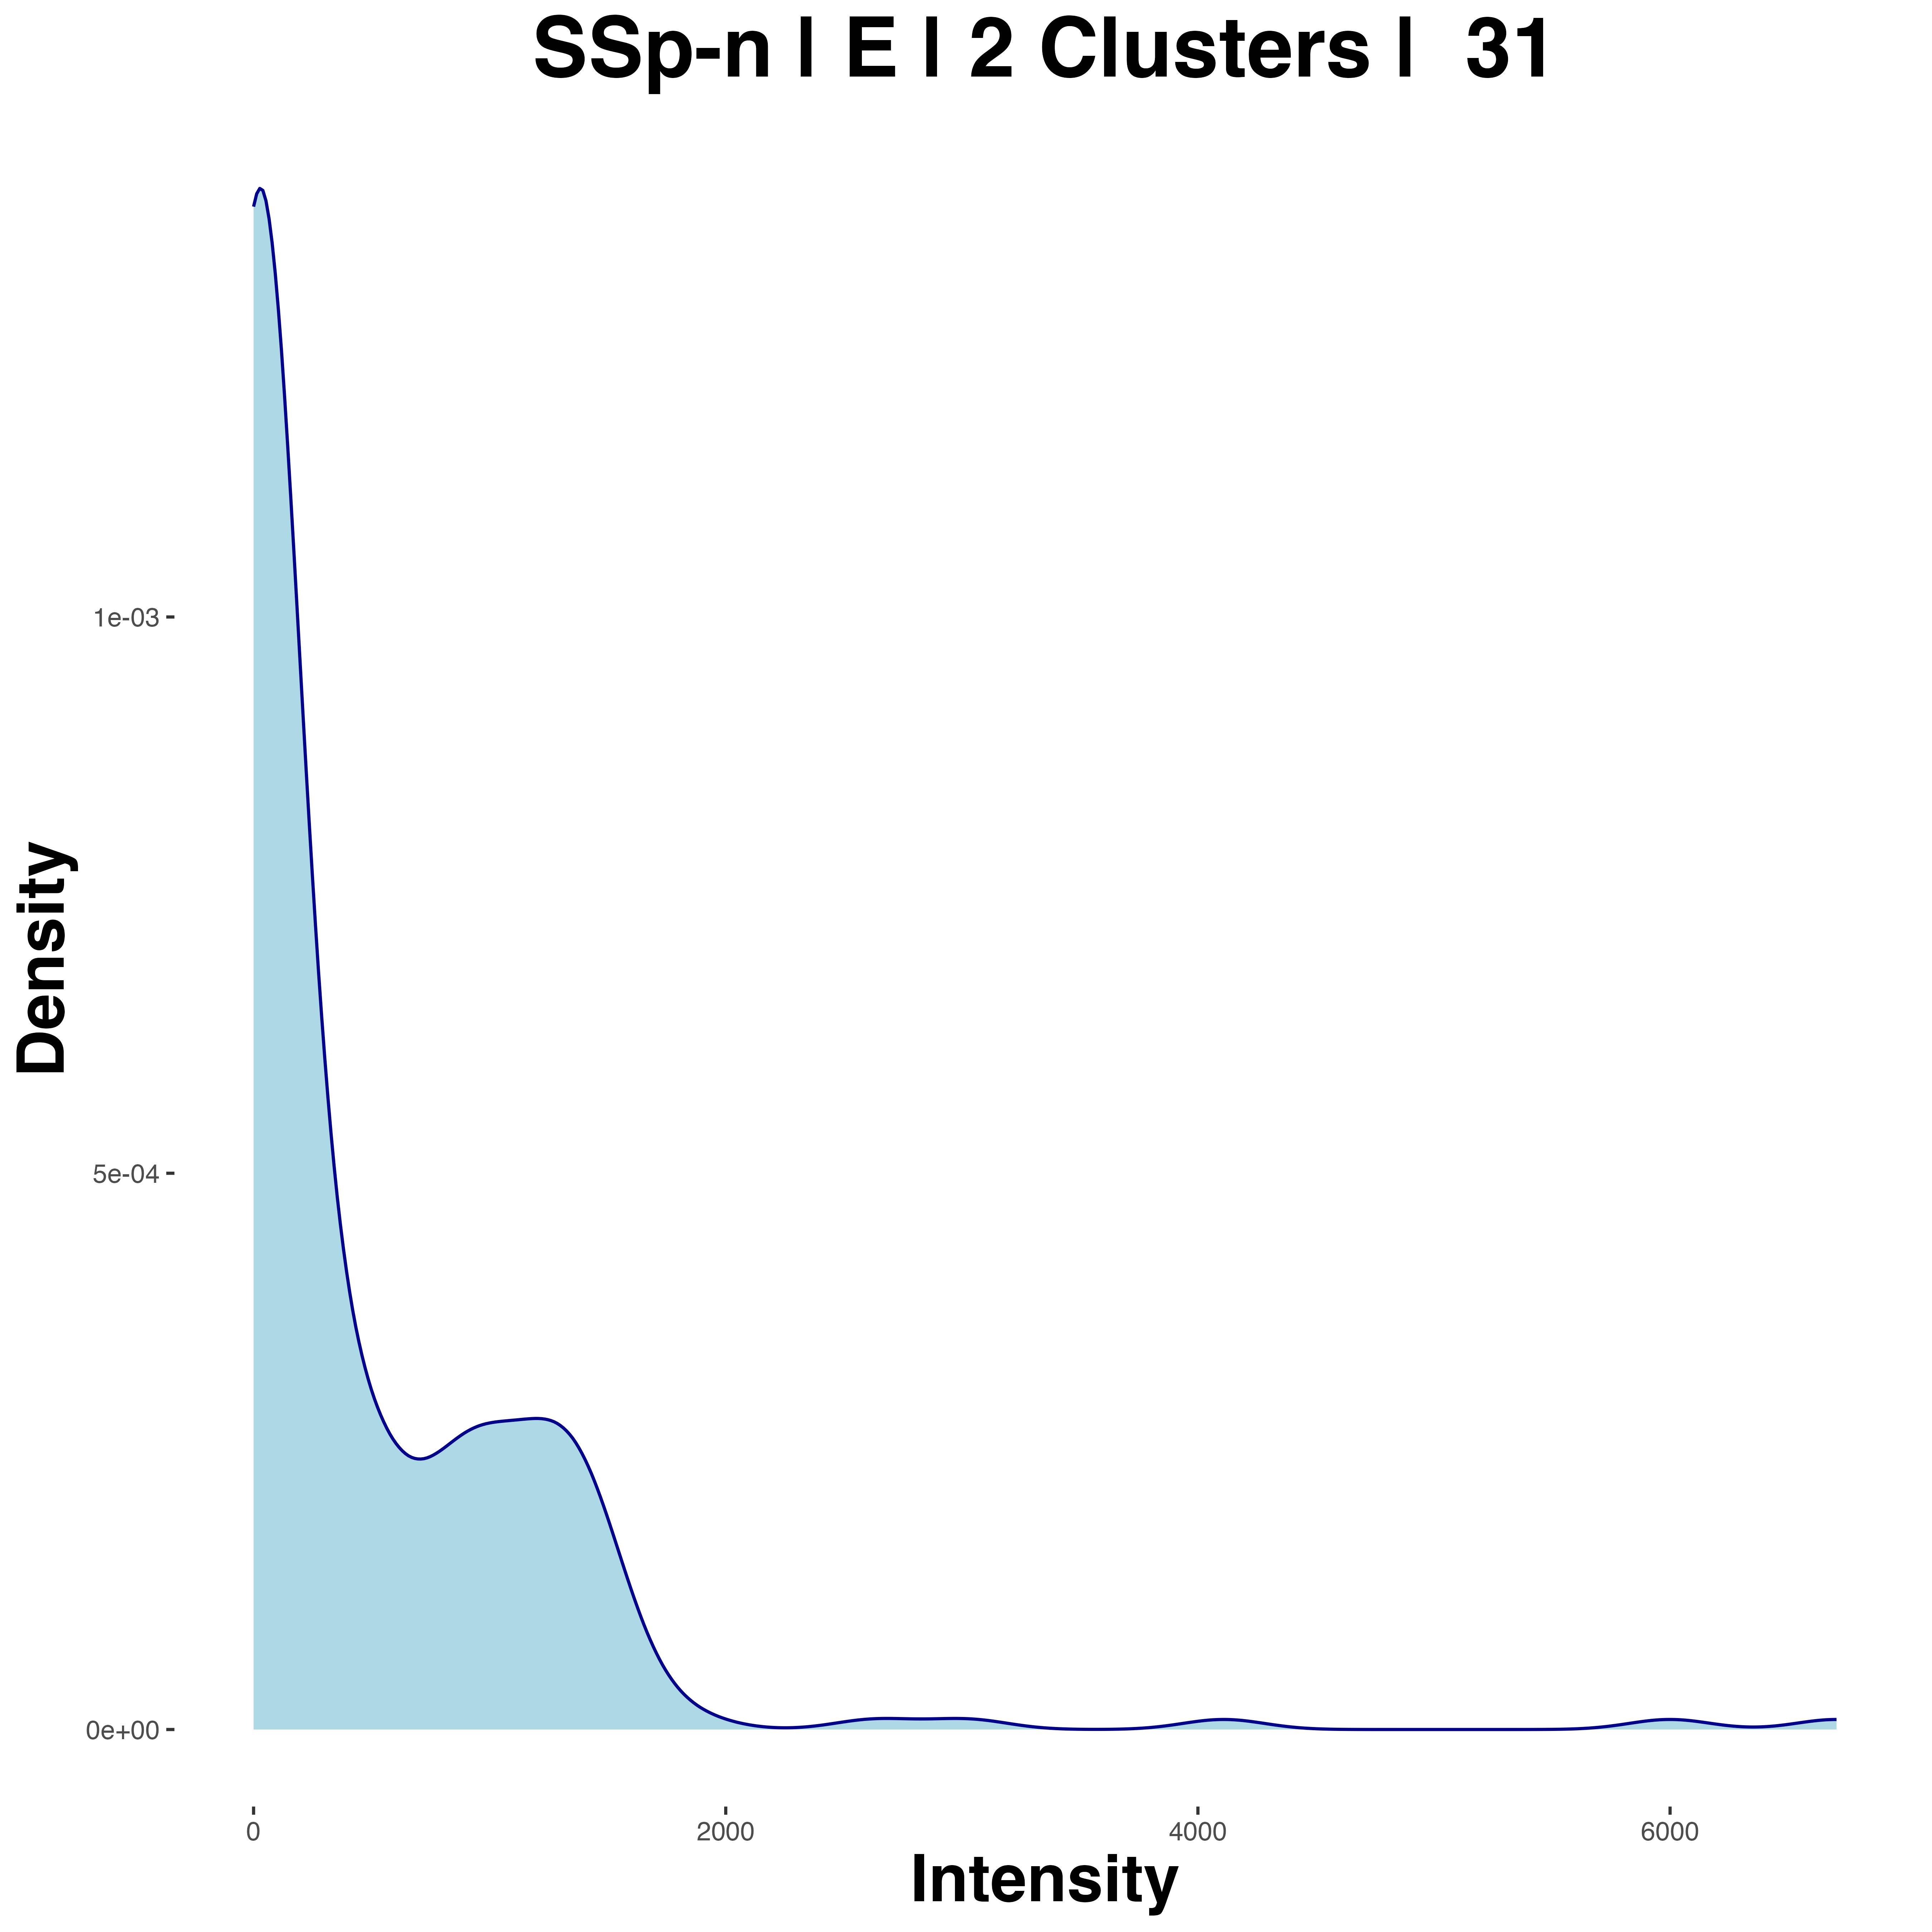 SSp-n | E | 2 Clusters | 31
Density
1e-03
5e-04
0e+00
0
2000
4000
6000
Intensity